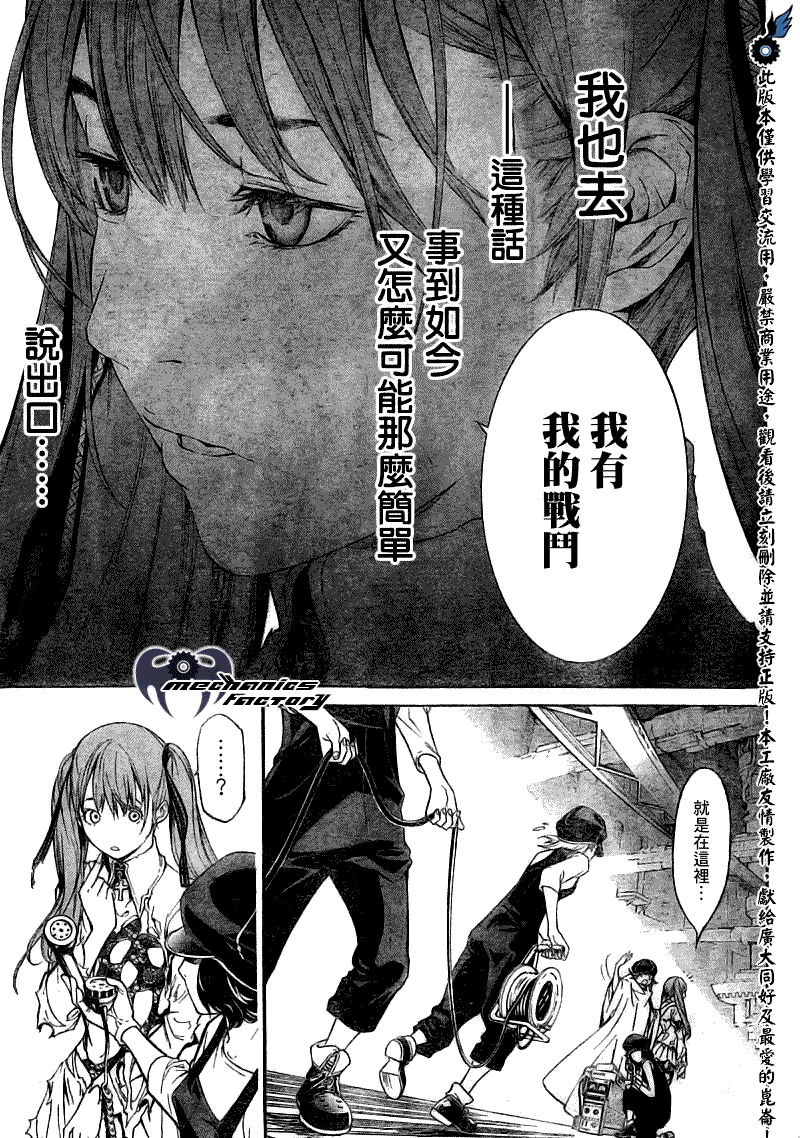 我也去
——這種話
事到如今
又怎麼可能那麼簡單
說出口……
我有
我的戰鬥
mechanics
Factory
就是在這裡…
……？
此版本僅供學習交流用，嚴禁商業用途，觀看後請立刻刪除並請支持正版！本工廠友情製作：獻給廣大同好及最愛的崑崙！